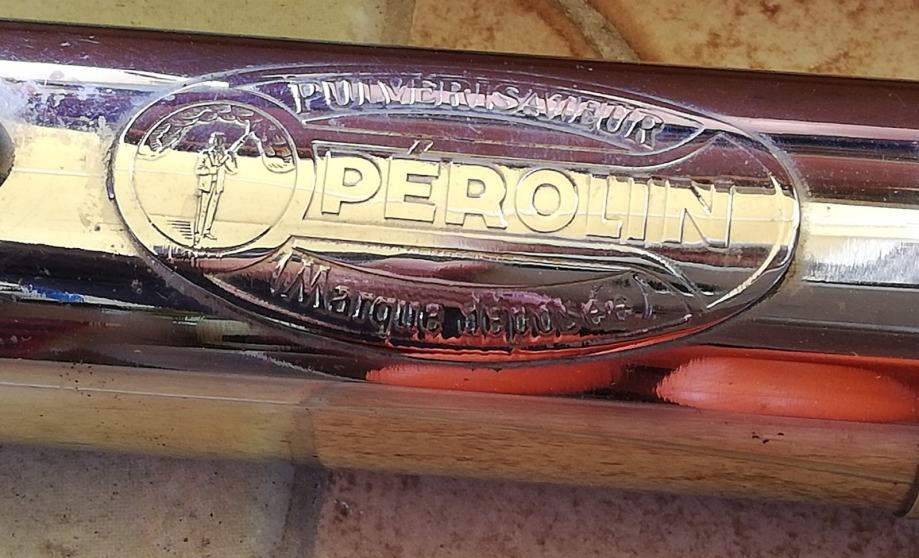 PULVERISATEUR
PÉROLIN
(Marque déposée)